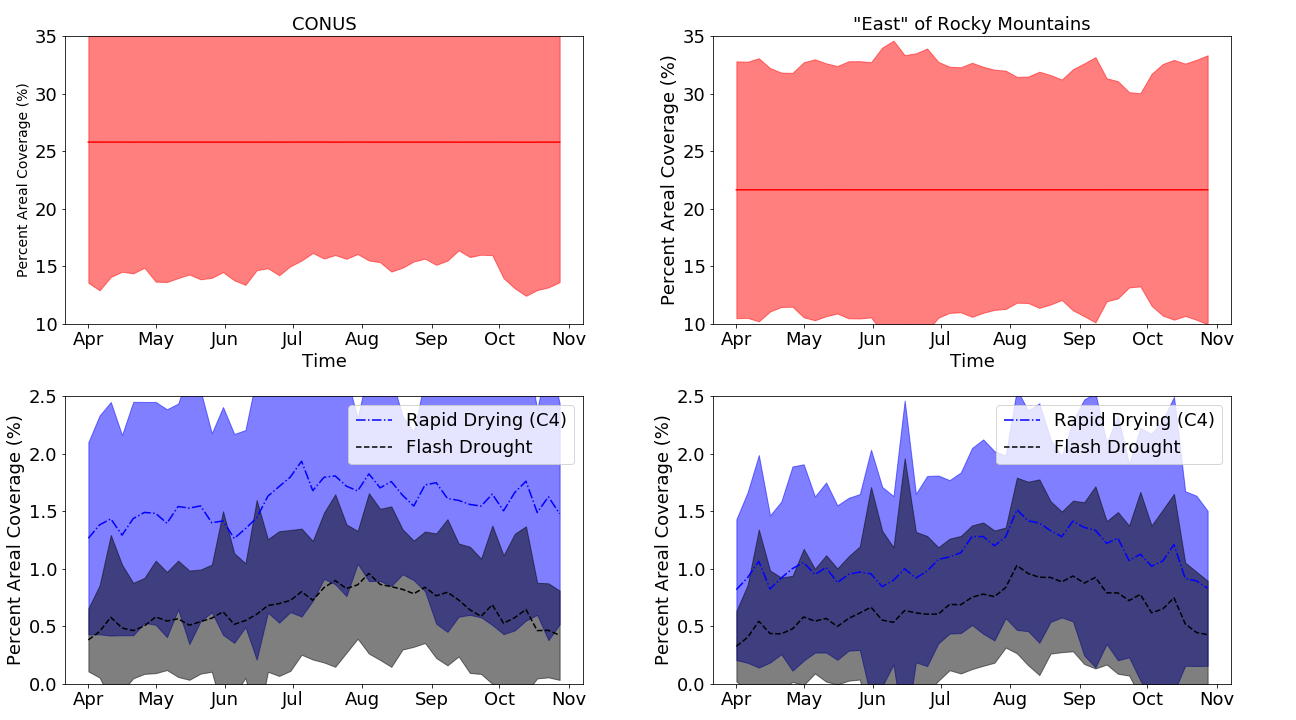 CONUS
Percent Areal Coverage (%)
35
30
25
20
15
10
Apr May Jun Jul Aug Sep Oct Nov
Time
"East" of Rocky Mountains
Percent Areal Coverage (%)
35
30
25
20
15
10
Apr May Jun Jul Aug Sep Oct Nov
Time
Percent Areal Coverage (%)
2.5
2.0
1.5
1.0
0.5
0.0
Rapid Drying (C4)
Flash Drought
Apr May Jun Jul Aug Sep Oct Nov
Percent Areal Coverage (%)
2.5
2.0
1.5
1.0
0.5
0.0
Rapid Drying (C4)
Flash Drought
Apr May Jun Jul Aug Sep Oct Nov